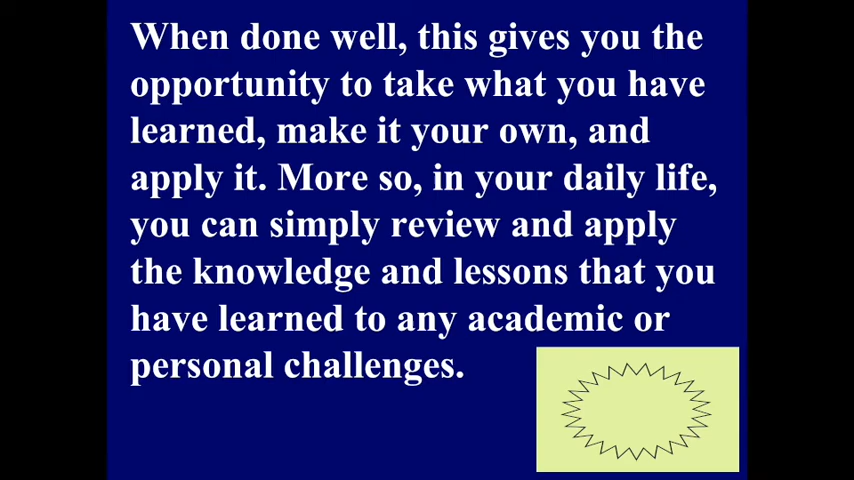 When done well, this gives you the
opportunity to take what you have
learned, make it your own, and
apply it. More so, in your daily life,
you can simply review and apply
the knowledge and lessons that you
have learned to any academic or
personal challenges.